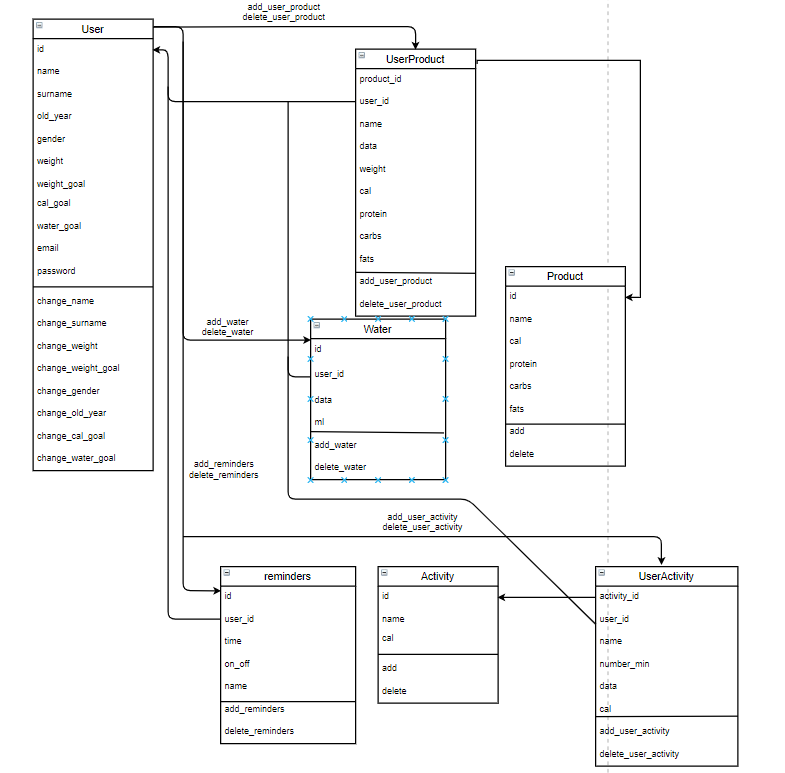 add_user_product
delete_user_product
User
id
name
surname
old_year
gender
weight
weight_goal
cal_goal
water_goal
email
password
change_name
change_surname
change_weight
change_weight_goal
change_gender
change_old_year
change_cal_goal
change_water_goal
UserProduct
product_id
user_id
name
data
weight
cal
protein
carbs
fats
add_user_product
delete_user_product
Product
id
name
cal
protein
carbs
fats
add
delete
add_water
delete_water
Water
id
user_id
data
ml
add_water
delete_water
add_reminders
delete_reminders
add_user_activity
delete_user_activity
reminders
id
user_id
time
on_off
name
add_reminders
delete_reminders
Activity
id
name
cal
add
delete
UserActivity
activity_id
user_id
name
number_min
data
cal
add_user_activity
delete_user_activity